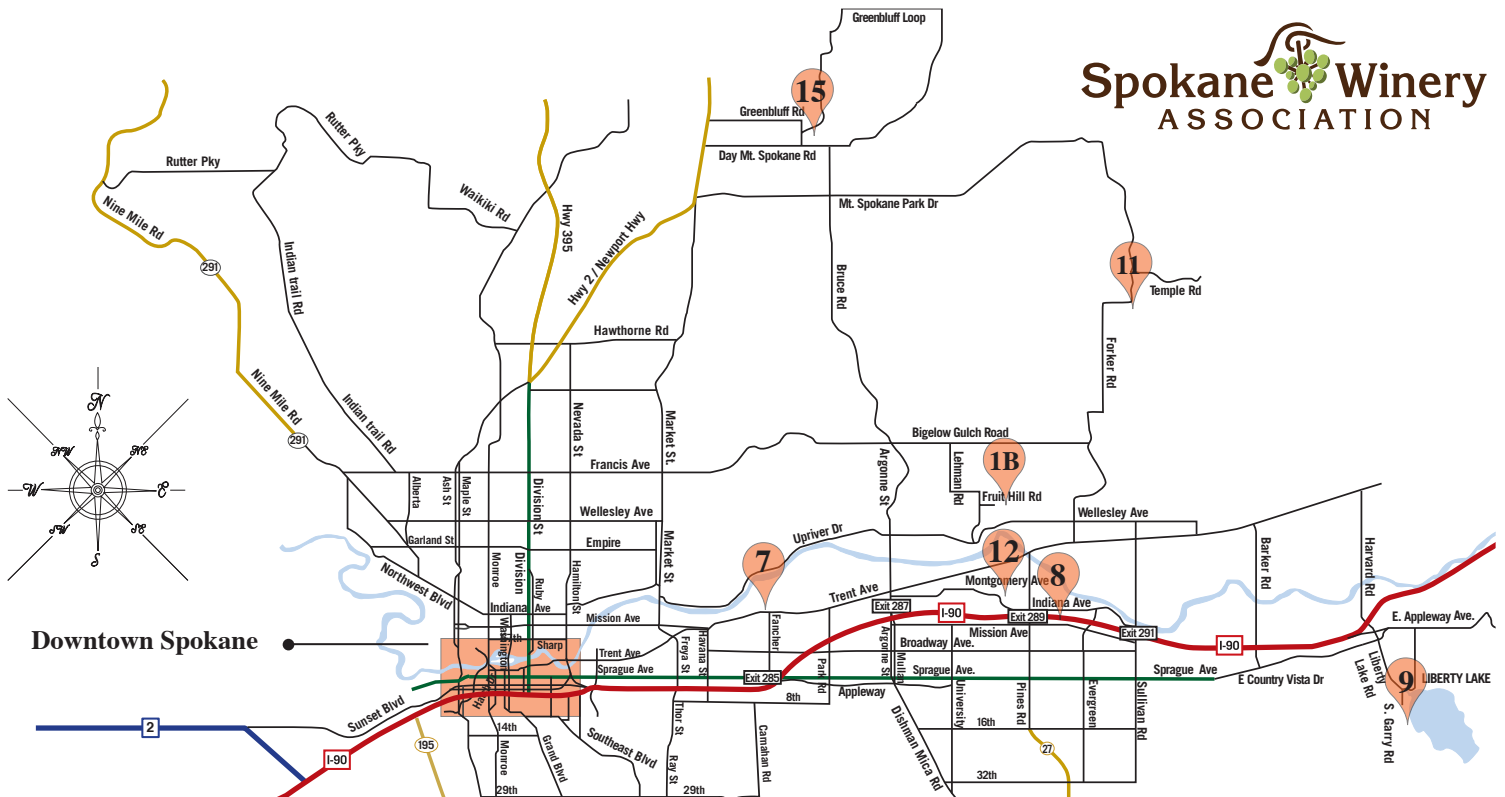 Greenbluff Loop
Spokane Winery
ASSOCIATION
15
Greenbluff Rd
Day Mt. Spokane Rd
Rutter Pky
Rutter Pky
Waikiki Rd
Nine Mile Rd
291
Indian trail Rd
Hwy 395
Hwy 2 / Newport Hwy
Mt. Spokane Park Dr
Bruce Rd
11
Temple Rd
Forker Rd
Hawthorne Rd
N
NW
NE
W
E
SW
SE
S
Nine Mile Rd
291
Indian trail Rd
Nevada St
Market St.
Bigelow Gulch Road
Francis Ave
Argonne St
Lehman Rd
1B
Fruit Hill Rd
Alberta
Ash St
Maple St
Division St
Wellesley Ave
Wellesley Ave
Garland St
Empire
Market St
Upriver Dr
7
12
8
Barker Rd
Harvard Rd
Northwest Blvd
Monroe
Division
Ruby
Hamilton St
Trent Ave
Montgomery Ave
Indiana Ave
Indiana Ave
Exit 287
I-90
Exit 289
Mission Ave
Fancher
Mission Ave
Exit 291
E. Appleway Ave.
Downtown Spokane
Washington
Sharp
Freya St
Havana St
Argonne St
Mullan
Broadway Ave.
I-90
Trent Ave
Sprague Ave
Exit 285
Park Rd
Sprague Ave.
Sprague Ave
E Country Vista Dr
Liberty Lake Rd
9
LIBERTY LAKE
8th
Appleway
University
Pines Rd
Evergreen
Sullivan Rd
S. Garry Rd
Sunset Blvd
2
I-90
195
14th
Monroe
Grand Blvd
Southeast Blvd
Thor St
Ray St
Carnahan Rd
Dishman Mica Rd
16th
27
32th
29th
29th